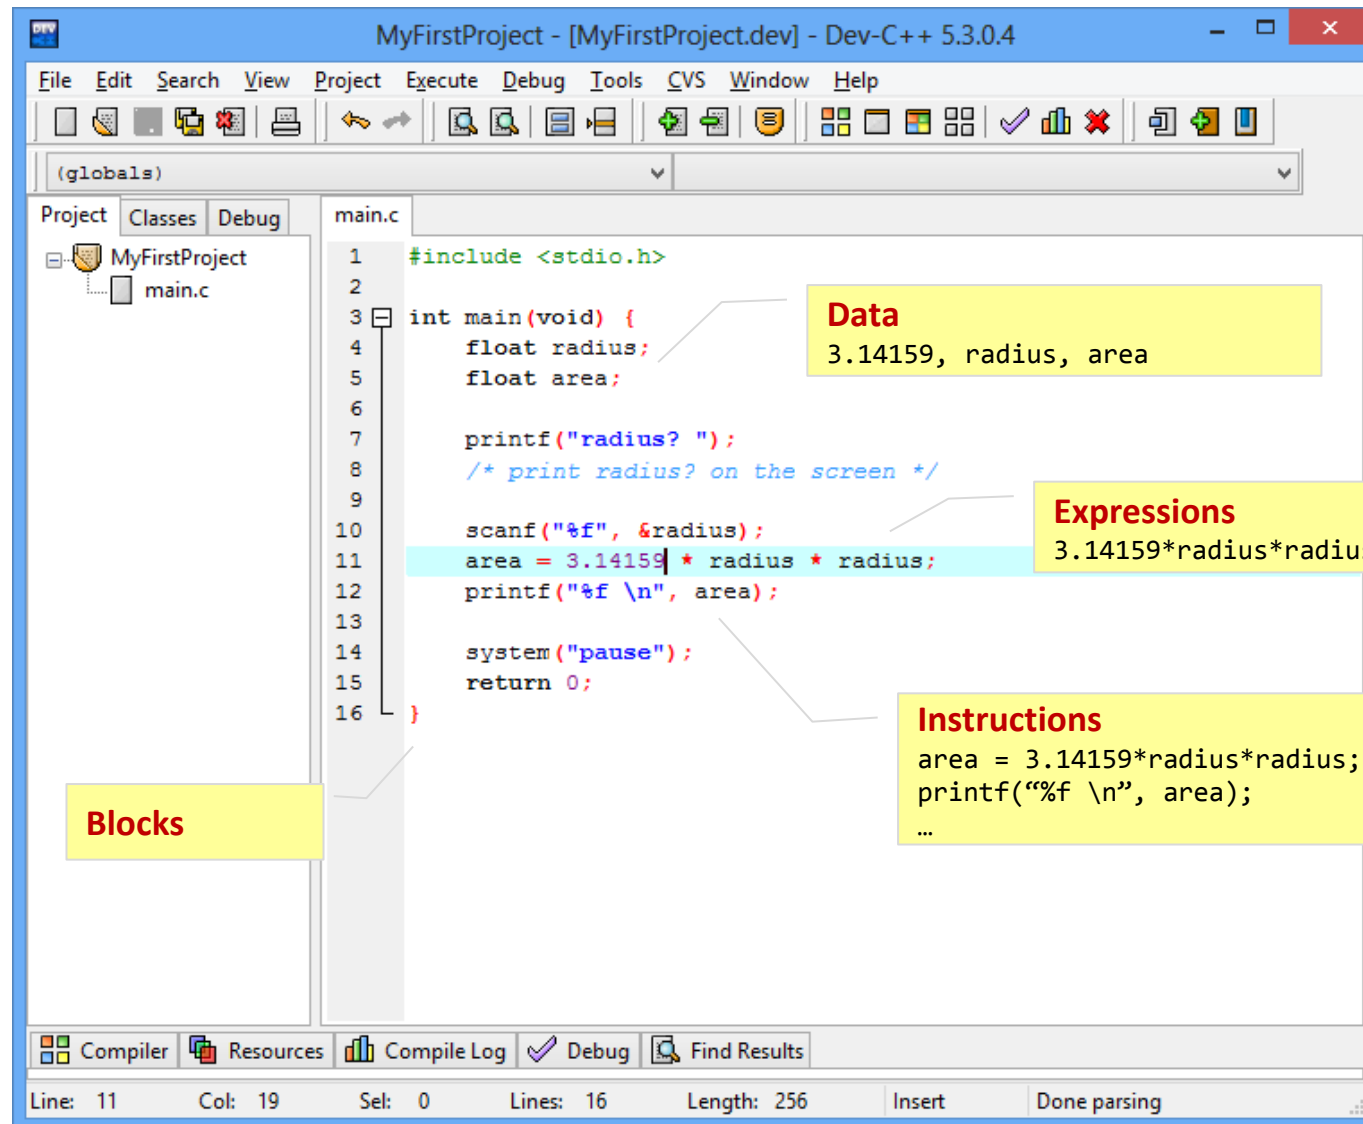 DEV
MyFirstProject - [MyFirstProject.dev] - Dev-C++ 5.3.0.4
File Edit Search View Project Execute Debug Tools CVS Window Help
(globals)
Project Classes Debug
main.c
MyFirstProject
main.c
1 #include <stdio.h>
2
3 int main(void) {
4 float radius;
5 float area;
6
7 printf("radius? ");
8 /* print radius? on the screen */
9
10 scanf("%f", &radius);
11 area = 3.14159 * radius * radius;
12 printf("%f \n", area);
13
14 system("pause");
15 return 0;
16 }
Data
3.14159, radius, area
Expressions
3.14159*radius*radius
Instructions
area = 3.14159*radius*radius;
printf(“%f \n”, area);
…
Blocks
Compiler Resources Compile Log Debug Find Results
Line: 11 Col: 19 Sel: 0 Lines: 16 Length: 256 Insert Done parsing